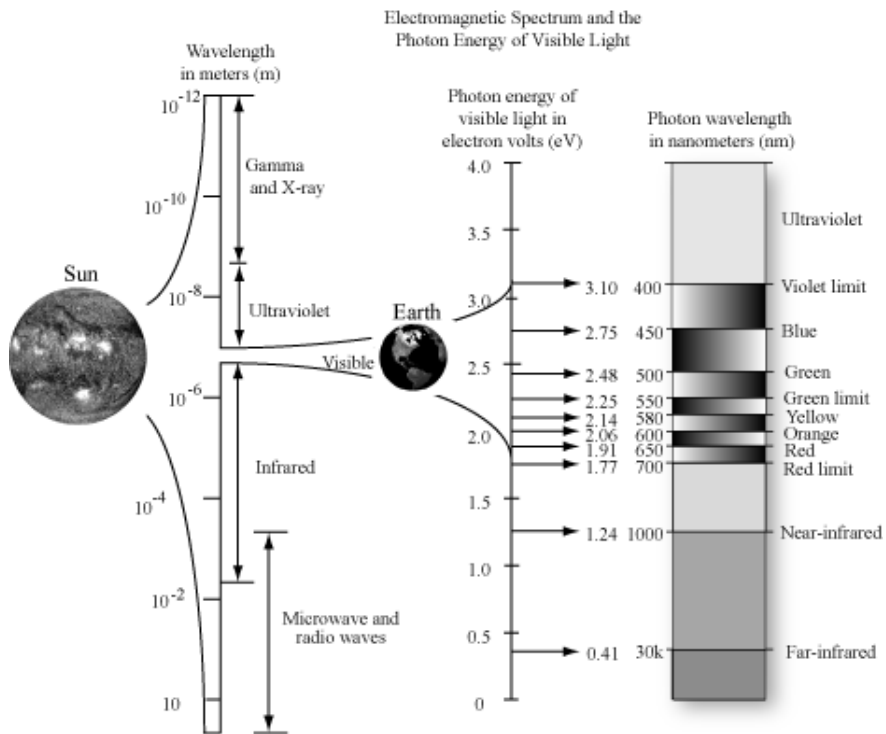 Electromagnetic Spectrum and the
Photon Energy of Visible Light
Wavelength
in meters (m)
10-12
10-10
10-8
10-6
10-4
10-2
10
Gamma
and X-ray
Ultraviolet
Visible
Infrared
Microwave and
radio waves
Sun
Earth
Photon energy of
visible light in
electron volts (eV)
4.0
3.5
3.0
2.5
2.0
1.5
1.0
0.5
0
Photon wavelength
in nanometers (nm)
Ultraviolet
3.10 400 Violet limit
2.75 450 Blue
2.48 500 Green
2.25 550 Green limit
2.14 580 Yellow
2.06 600 Orange
1.91 650 Red
1.77 700 Red limit
1.24 1000 Near-infrared
0.41 30k Far-infrared